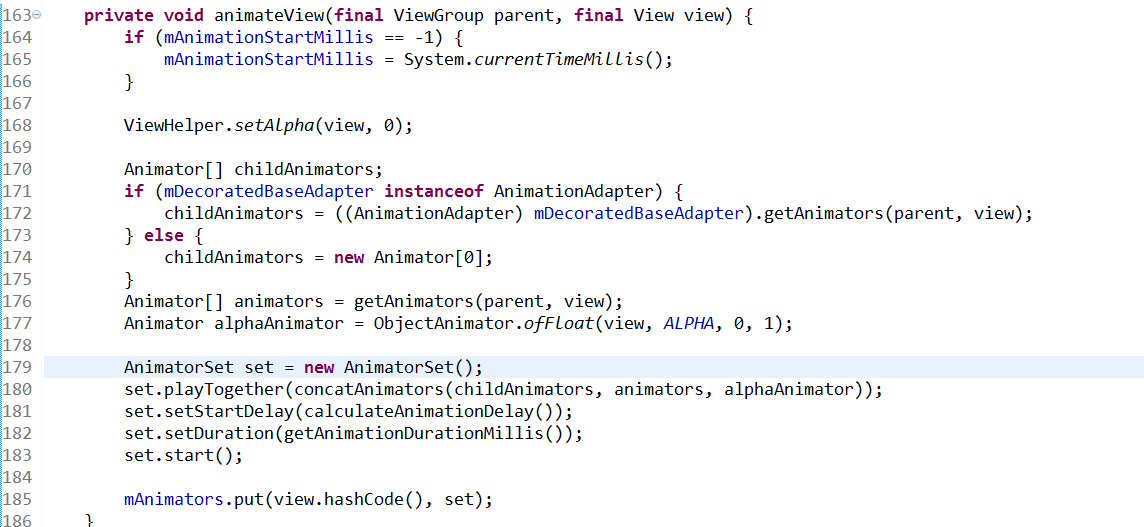 163 private void animateView(final ViewGroup parent, final View view) {
164 if (mAnimationStartMillis == -1) {
165 mAnimationStartMillis = System.currentTimeMillis();
166 }
167
168 ViewHelper.setAlpha(view, 0);
169
170 Animator[] childAnimators;
171 if (mDecoratedBaseAdapter instanceof AnimationAdapter) {
172 childAnimators = ((AnimationAdapter) mDecoratedBaseAdapter).getAnimators(parent, view);
173 } else {
174 childAnimators = new Animator[0];
175 }
176 Animator[] animators = getAnimators(parent, view);
177 Animator alphaAnimator = ObjectAnimator.ofFloat(view, ALPHA, 0, 1);
178
179 AnimatorSet set = new AnimatorSet();
180 set.playTogether(concatAnimators(childAnimators, animators, alphaAnimator));
181 set.setStartDelay(calculateAnimationDelay());
182 set.setDuration(getAnimationDurationMillis());
183 set.start();
184
185 mAnimators.put(view.hashCode(), set);
186 }